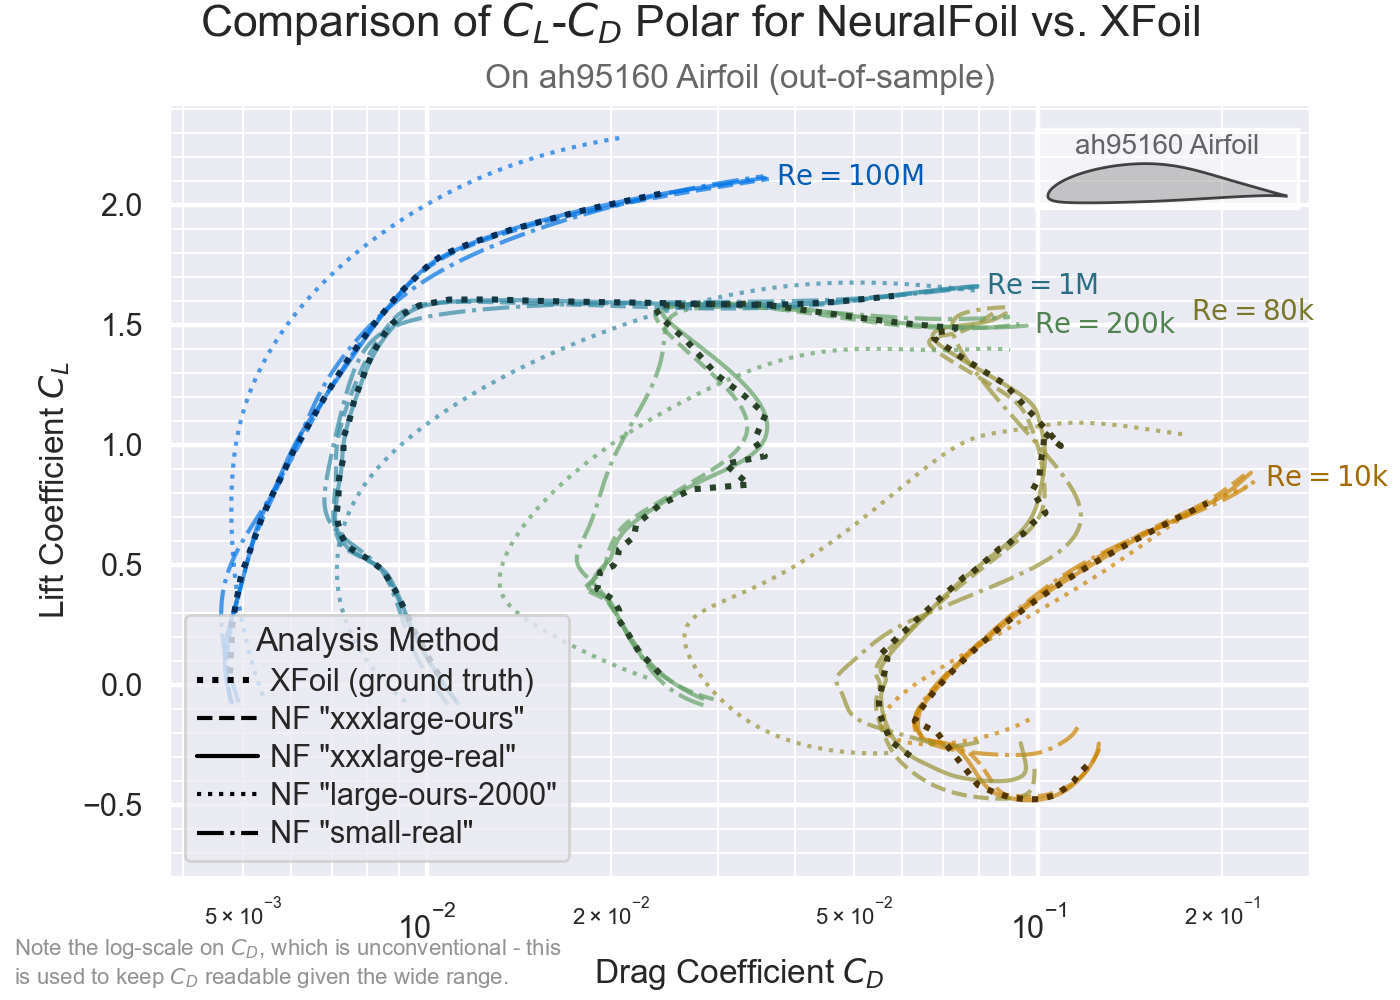 Comparison of C_L-C_D Polar for NeuralFoil vs. XFoil
On ah95160 Airfoil (out-of-sample)
ah95160 Airfoil
Re = 100M
Re = 1M
Re = 80k
Re = 200k
Re = 10k
Lift Coefficient C_L
2.0
1.5
1.0
0.5
0.0
−0.5
Analysis Method
XFoil (ground truth)
NF "xxxlarge-ours"
NF "xxxlarge-real"
NF "large-ours-2000"
NF "small-real"
5 × 10⁻³
10⁻²
2 × 10⁻²
5 × 10⁻²
10⁻¹
2 × 10⁻¹
Drag Coefficient C_D
Note the log-scale on C_D, which is unconventional - this
is used to keep C_D readable given the wide range.